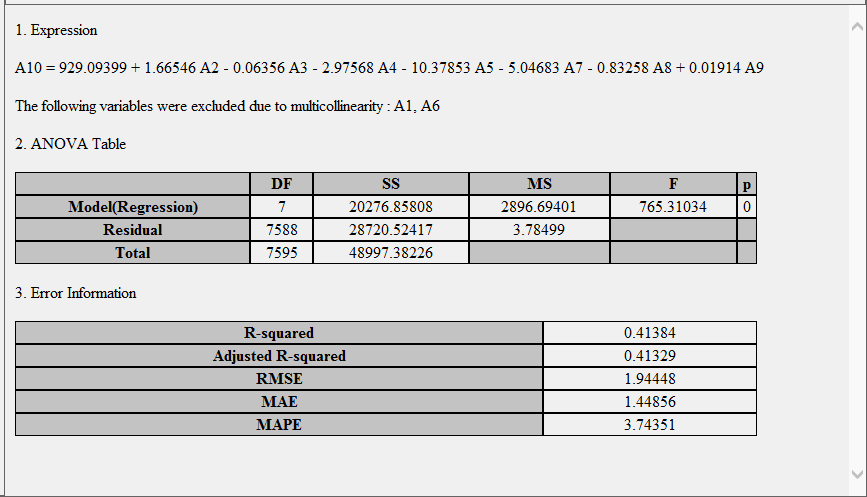 1. Expression
A10 = 929.09399 + 1.66546 A2 - 0.06356 A3 - 2.97568 A4 - 10.37853 A5 - 5.04683 A7 - 0.83258 A8 + 0.01914 A9
The following variables were excluded due to multicollinearity : A1, A6
2. ANOVA Table
DF SS MS F p
Model(Regression) 7 20276.85808 2896.69401 765.31034 0
Residual 7588 28720.52417 3.78499
Total 7595 48997.38226
3. Error Information
R-squared 0.41384
Adjusted R-squared 0.41329
RMSE 1.94448
MAE 1.44856
MAPE 3.74351